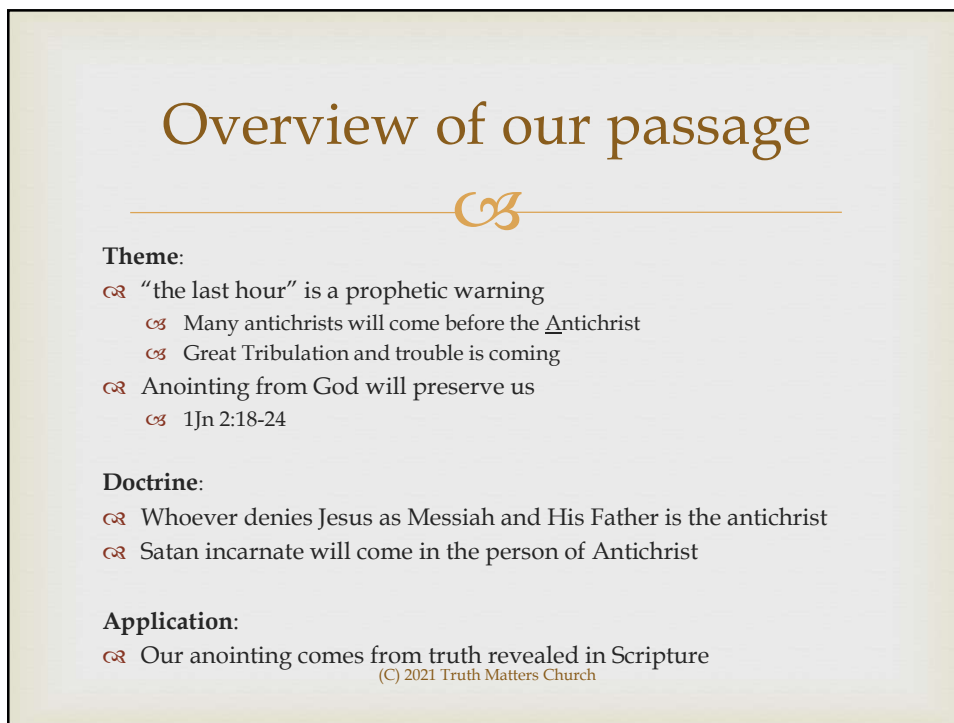 Overview of our passage
Theme:
“the last hour” is a prophetic warning
Many antichrists will come before the Antichrist
Great Tribulation and trouble is coming
Anointing from God will preserve us
1Jn 2:18-24
Doctrine:
Whoever denies Jesus as Messiah and His Father is the antichrist
Satan incarnate will come in the person of Antichrist
Application:
Our anointing comes from truth revealed in Scripture
(C) 2021 Truth Matters Church